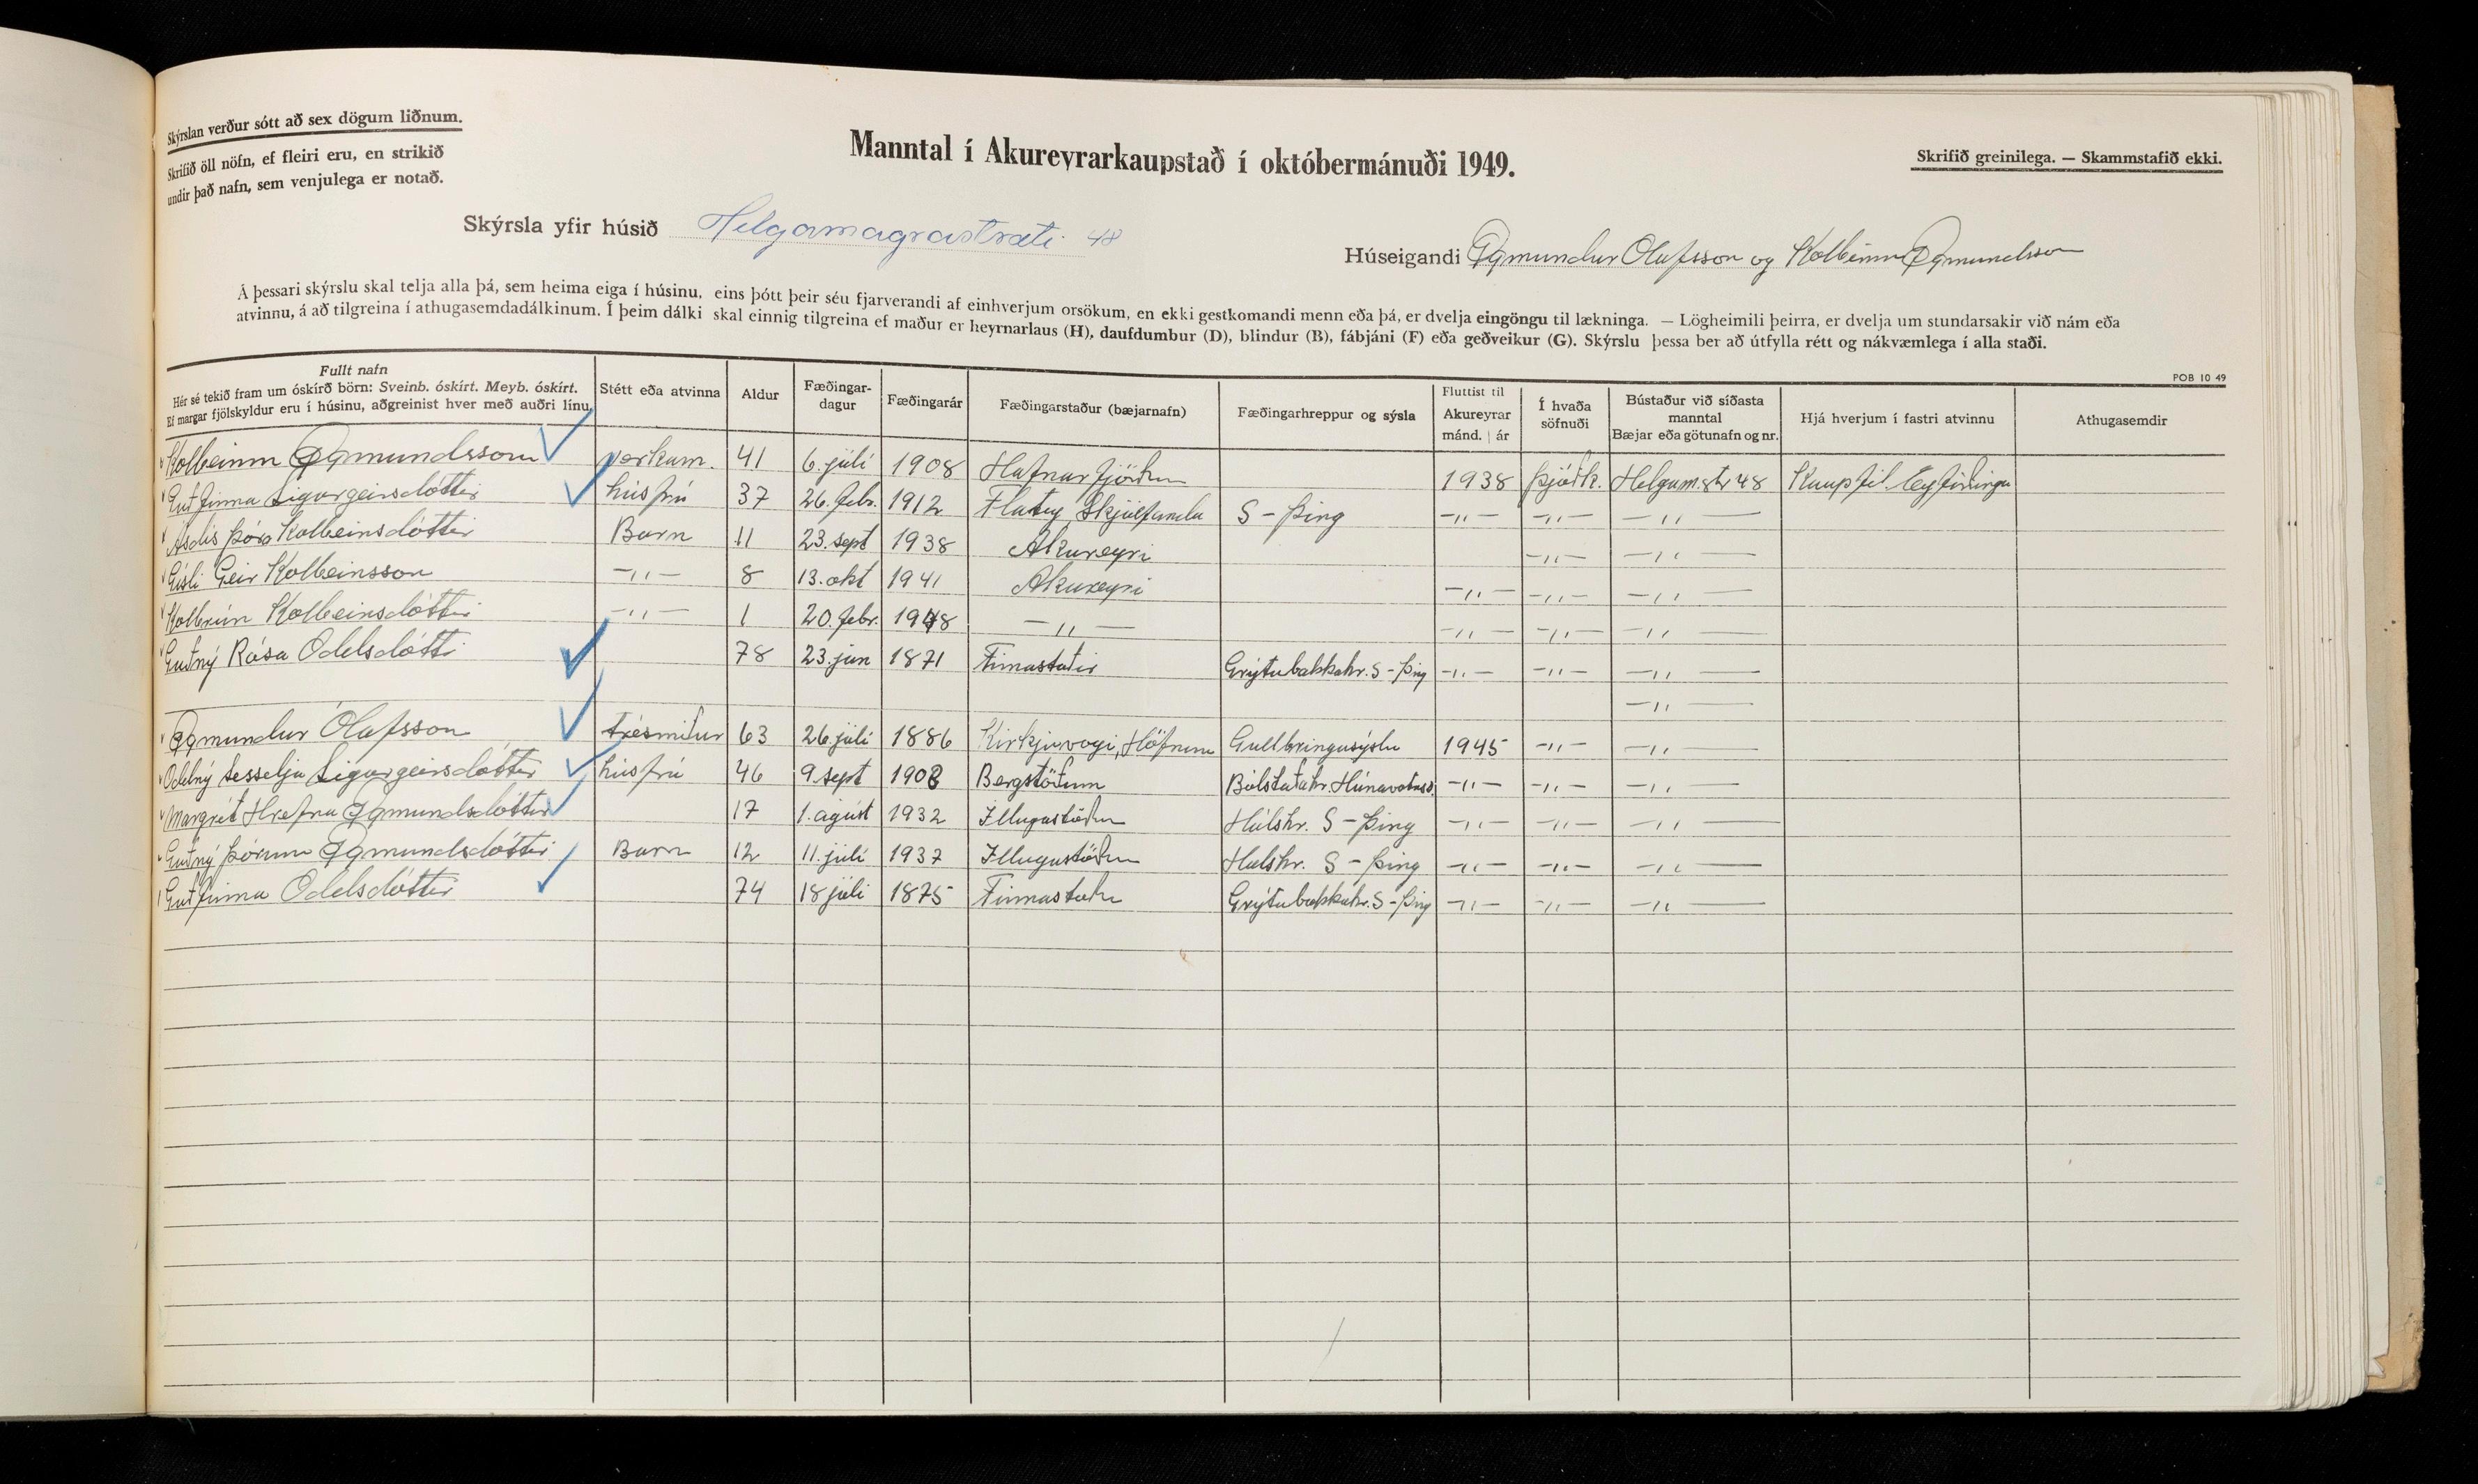 Skýrslan verður sótt að sex dögum liðnum.
Skrifið öll nöfn, ef fleiri eru, en strikið
undir það nafn, sem venjulega er notað.
Manntal í Akureyrarkaupstað í októbermánuði 1949.
Skrifið greinilega. — Skammstafið ekki.
Skýrsla yfir húsið Helgamagrastræti 48
Húseigandi Ögmundur Ólafsson og Kolbeinn Ögmundsson
Á þessari skýrslu skal telja alla þá, sem heima eiga í húsinu, eins þótt þeir séu fjarverandi af einhverjum orsökum, en ekki gestkomandi menn eða þá, er dvelja eingöngu til lækninga. — Lögheimili þeirra, er dvelja um stundarsakir við nám eða
atvinnu, á að tilgreina í athugasemdadálkinum. Í þeim dálki skal einnig tilgreina ef maður er heyrnarlaus (H), daufdumbur (D), blindur (B), fábjáni (F) eða geðveikur (G). Skýrslu þessa ber að útfylla rétt og nákvæmlega í alla staði.
POB 10 49
Fullt nafn
Hér sé tekið fram um óskírð börn: Sveinb. óskírt. Meyb. óskírt.
Ef margar fjölskyldur eru í húsinu, aðgreinist hver með auðri línu.
Stétt eða atvinna
Aldur
Fæðingar-
dagur
Fæðingarár
Fæðingarstaður (bæjarnafn)
Fæðingarhreppur og sýsla
Fluttist til
Akureyrar
mánd. | ár
Í hvaða
söfnuði
Bústaður við síðasta
manntal
Bæjar eða götunafn og nr.
Hjá hverjum í fastri atvinnu
Athugasemdir
Kolbeinn Ögmundsson verkam. 41 6. júlí 1908 Hafnarfjörður 1938 Þjóðk. Helgam.str 48 Kaupfél Eyfirðinga
Guðfinna Sigurgeirsdóttir húsfrú 37 26. febr. 1912 Flatey Skjálfanda S-Þing -"- -"- -"-
Ásdís Þóra Kolbeinsdóttir Barn 11 23. sept 1938 Akureyri -"- -"-
Gísli Geir Kolbeinsson -"- 8 13. okt 1941 Akureyri -"- -"- -"-
Kolbrún Kolbeinsdóttir -"- 1 20. febr. 1948 -"- -"- -"- -"-
Guðný Rósa Oddsdóttir 78 23. jún 1871 Finnastaðir Grýtubakkahr. S-Þing -"- -"- -"-
-"-
Ögmundur Ólafsson trésmiður 63 26. júlí 1886 Kirkjuvogi, Höfnum Gullbringusýslu 1945 -"- -"-
Oddný Sesselja Sigurgeirsdóttir húsfrú 46 9. sept 1902 Bergstöðum Bólstaðahr. Húnavatnss. -"- -"- -"-
Margrét Hrefna Ögmundsdóttir 17 1. ágúst 1932 Illugastöðum Hálshr. S-Þing -"- -"- -"-
Guðný Þórunn Ögmundsdóttir Barn 12 11. júlí 1937 Illugastöðum Hálshr. S-Þing -"- -"- -"-
Guðfinna Oddsdóttir 74 18 júlí 1875 Finnastaðir Grýtubakkahr. S-Þing -"- -"- -"-